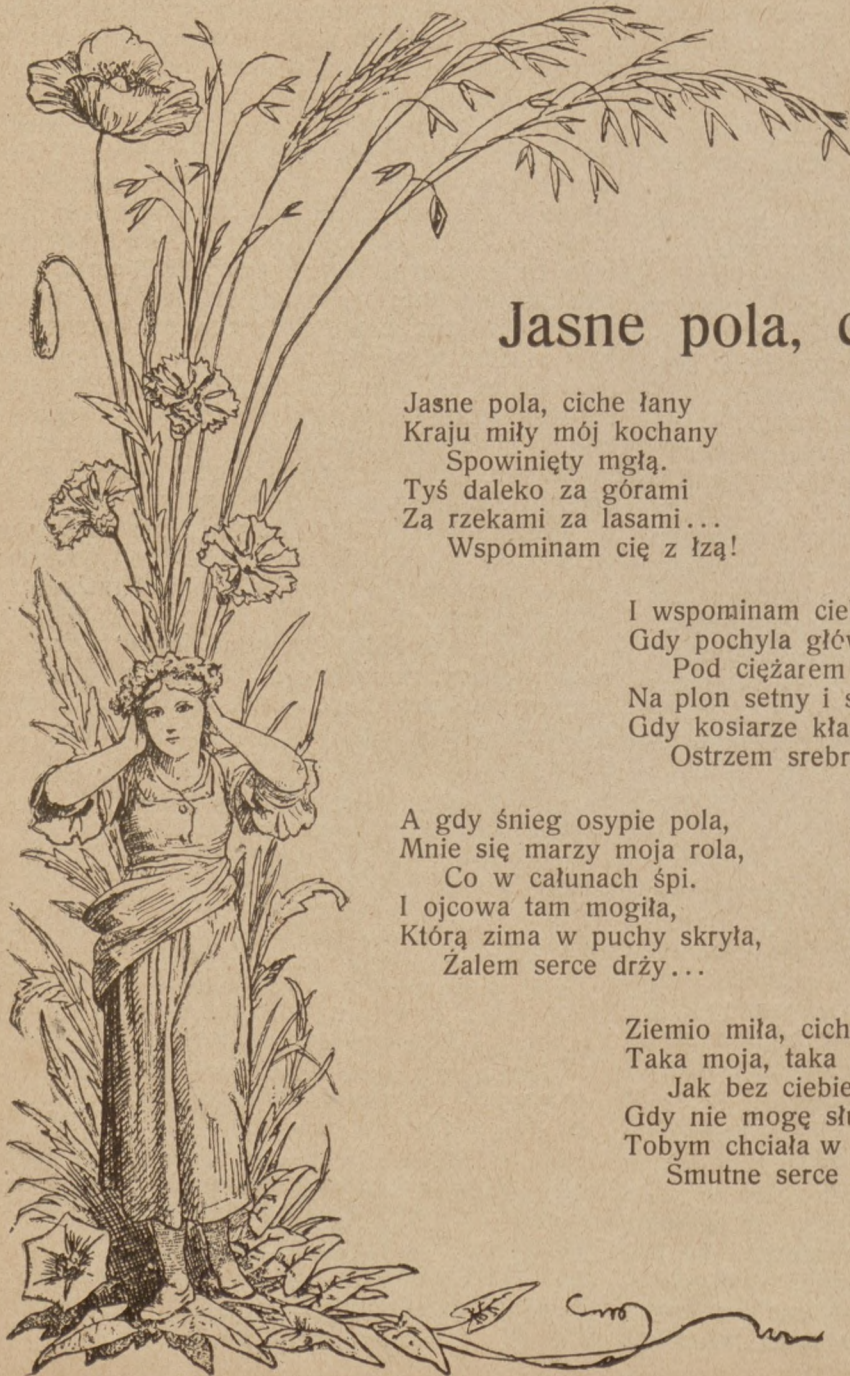 Jasne pola,
Jasne pola, ciche łany
Kraju miły mój kochany
Spowinięty mgłą.
Tyś daleko za górami
Zą rzekami za lasami...
Wspominam cię z łzą!
I wspominam
Gdy pochyla
Pod ciężarem
Na plon setny i
Gdy kosiarze
Ostrzem
A gdy śnieg osypie pola,
Mnie się marzy moja rola,
Co w całunach śpi.
I ojcowa tam mogiła,
Którą zima w puchy skryła,
Żalem serce drży...
Ziemio miła,
Taka moja, taka
Jak bez ciebie
Gdy nie mogę
Tobym chciała w
Smutne serce